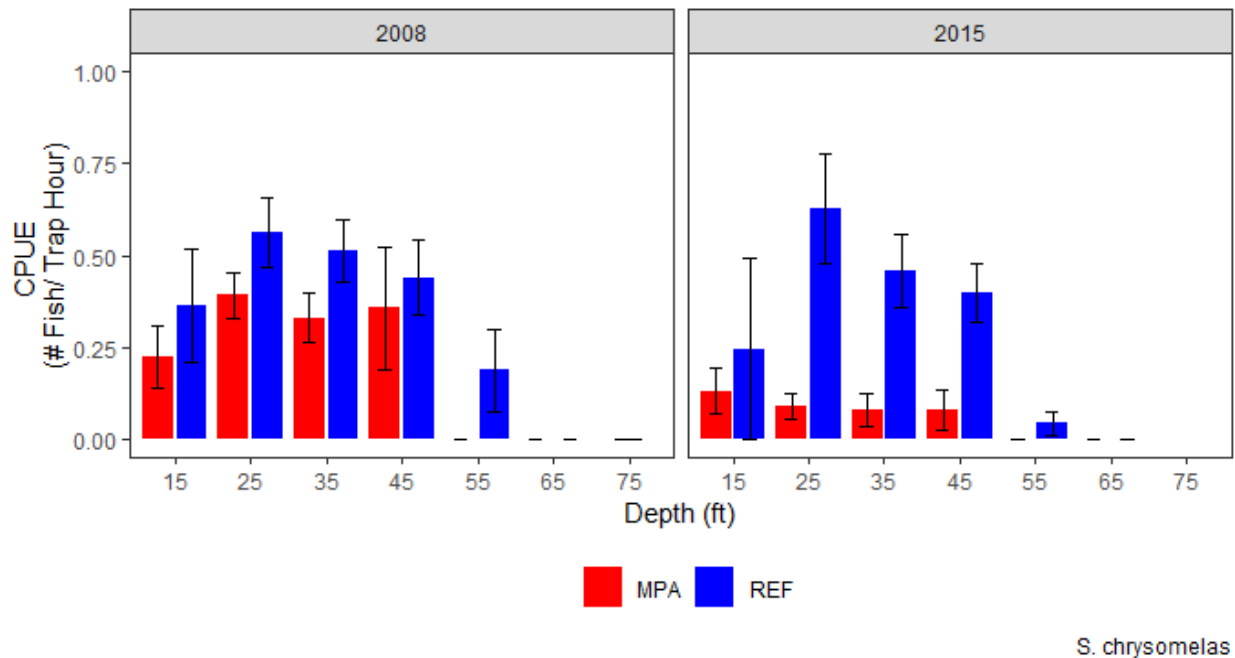 2008
2015
1.00
0.75
0.50
0.25
0.00
CPUE
(# Fish/ Trap Hour)
15 25 35 45 55 65 75
15 25 35 45 55 65 75
Depth (ft)
MPA REF
S. chrysomelas